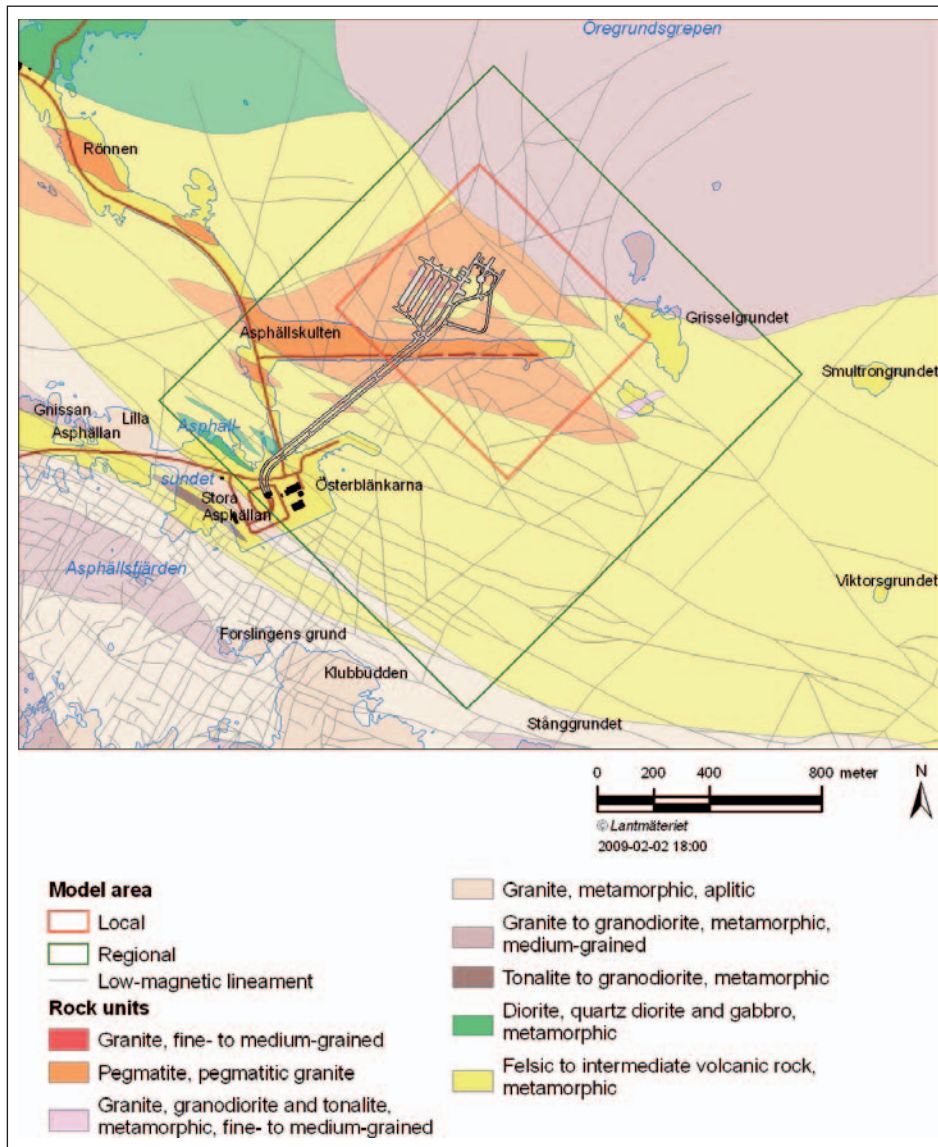 Öregrundsgrepen
Rönnen
Grisselgrundet
Asphällskulten
Smultrongrundet
Gnissan
Lilla
Asphällan
Asphäll-
sundet
Stora
Asphällan
Österblänkarna
Asphällsfjärden
Viktorsgrundet
Forslingens grund
Klubbudden
Stånggrundet
0 200 400 800 meter
N
© Lantmäteriet
2009-02-02 18:00
Model area
Local
Regional
Low-magnetic lineament
Rock units
Granite, fine- to medium-grained
Pegmatite, pegmatitic granite
Granite, granodiorite and tonalite,
metamorphic, fine- to medium-grained
Granite, metamorphic, aplitic
Granite to granodiorite, metamorphic,
medium-grained
Tonalite to granodiorite, metamorphic
Diorite, quartz diorite and gabbro,
metamorphic
Felsic to intermediate volcanic rock,
metamorphic